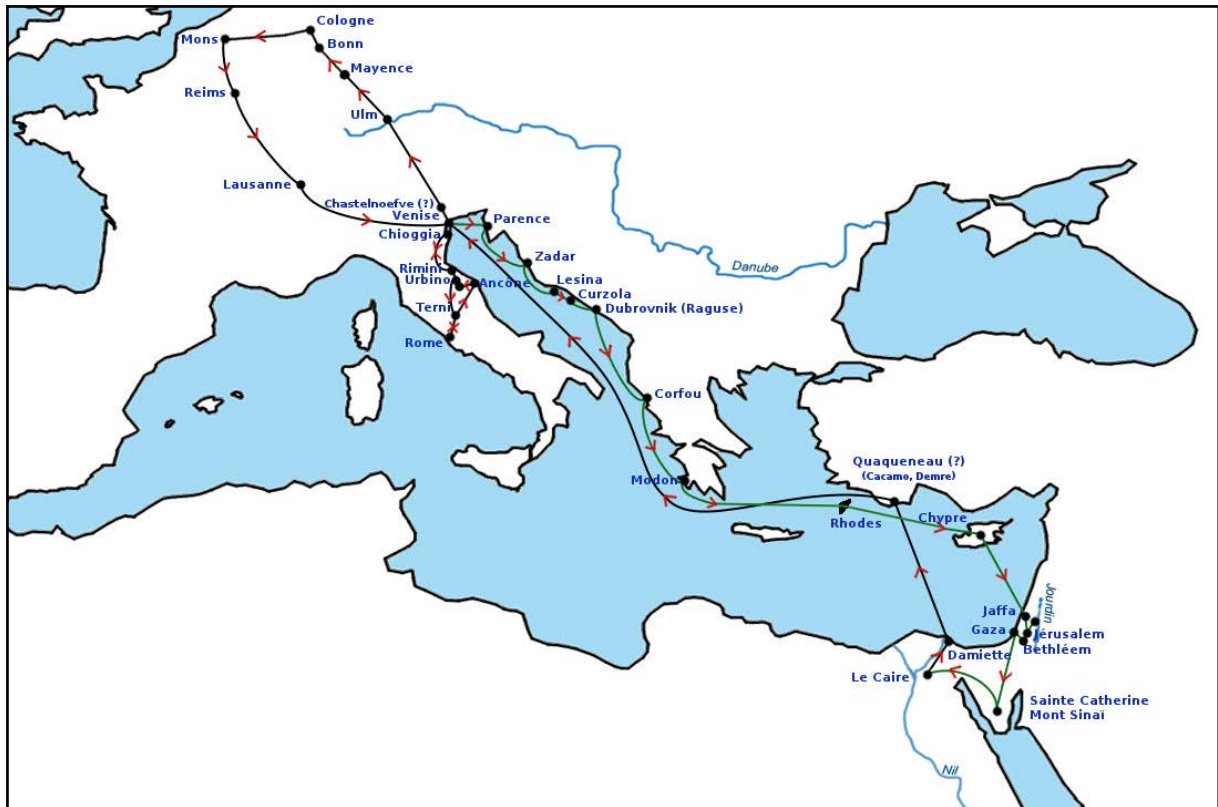 Cologne
Mons
Bonn
Mayence
Reims
Ulm
Lausanne
Chastelnoefve (?)
Venise
Parence
Chioggia
Zadar
Rimini
Urbino
Lesina
Ancône
Curzola
Terni
Dubrovnik (Raguse)
Rome
Danube
Corfou
Quaqueneau (?)
(Cacamo, Demre)
Modon
Rhodes
Chypre
Jourdin
Jaffa
Gaza
Jérusalem
Béthléem
Damiette
Le Caire
Sainte Catherine
Mont Sinaï
Nil